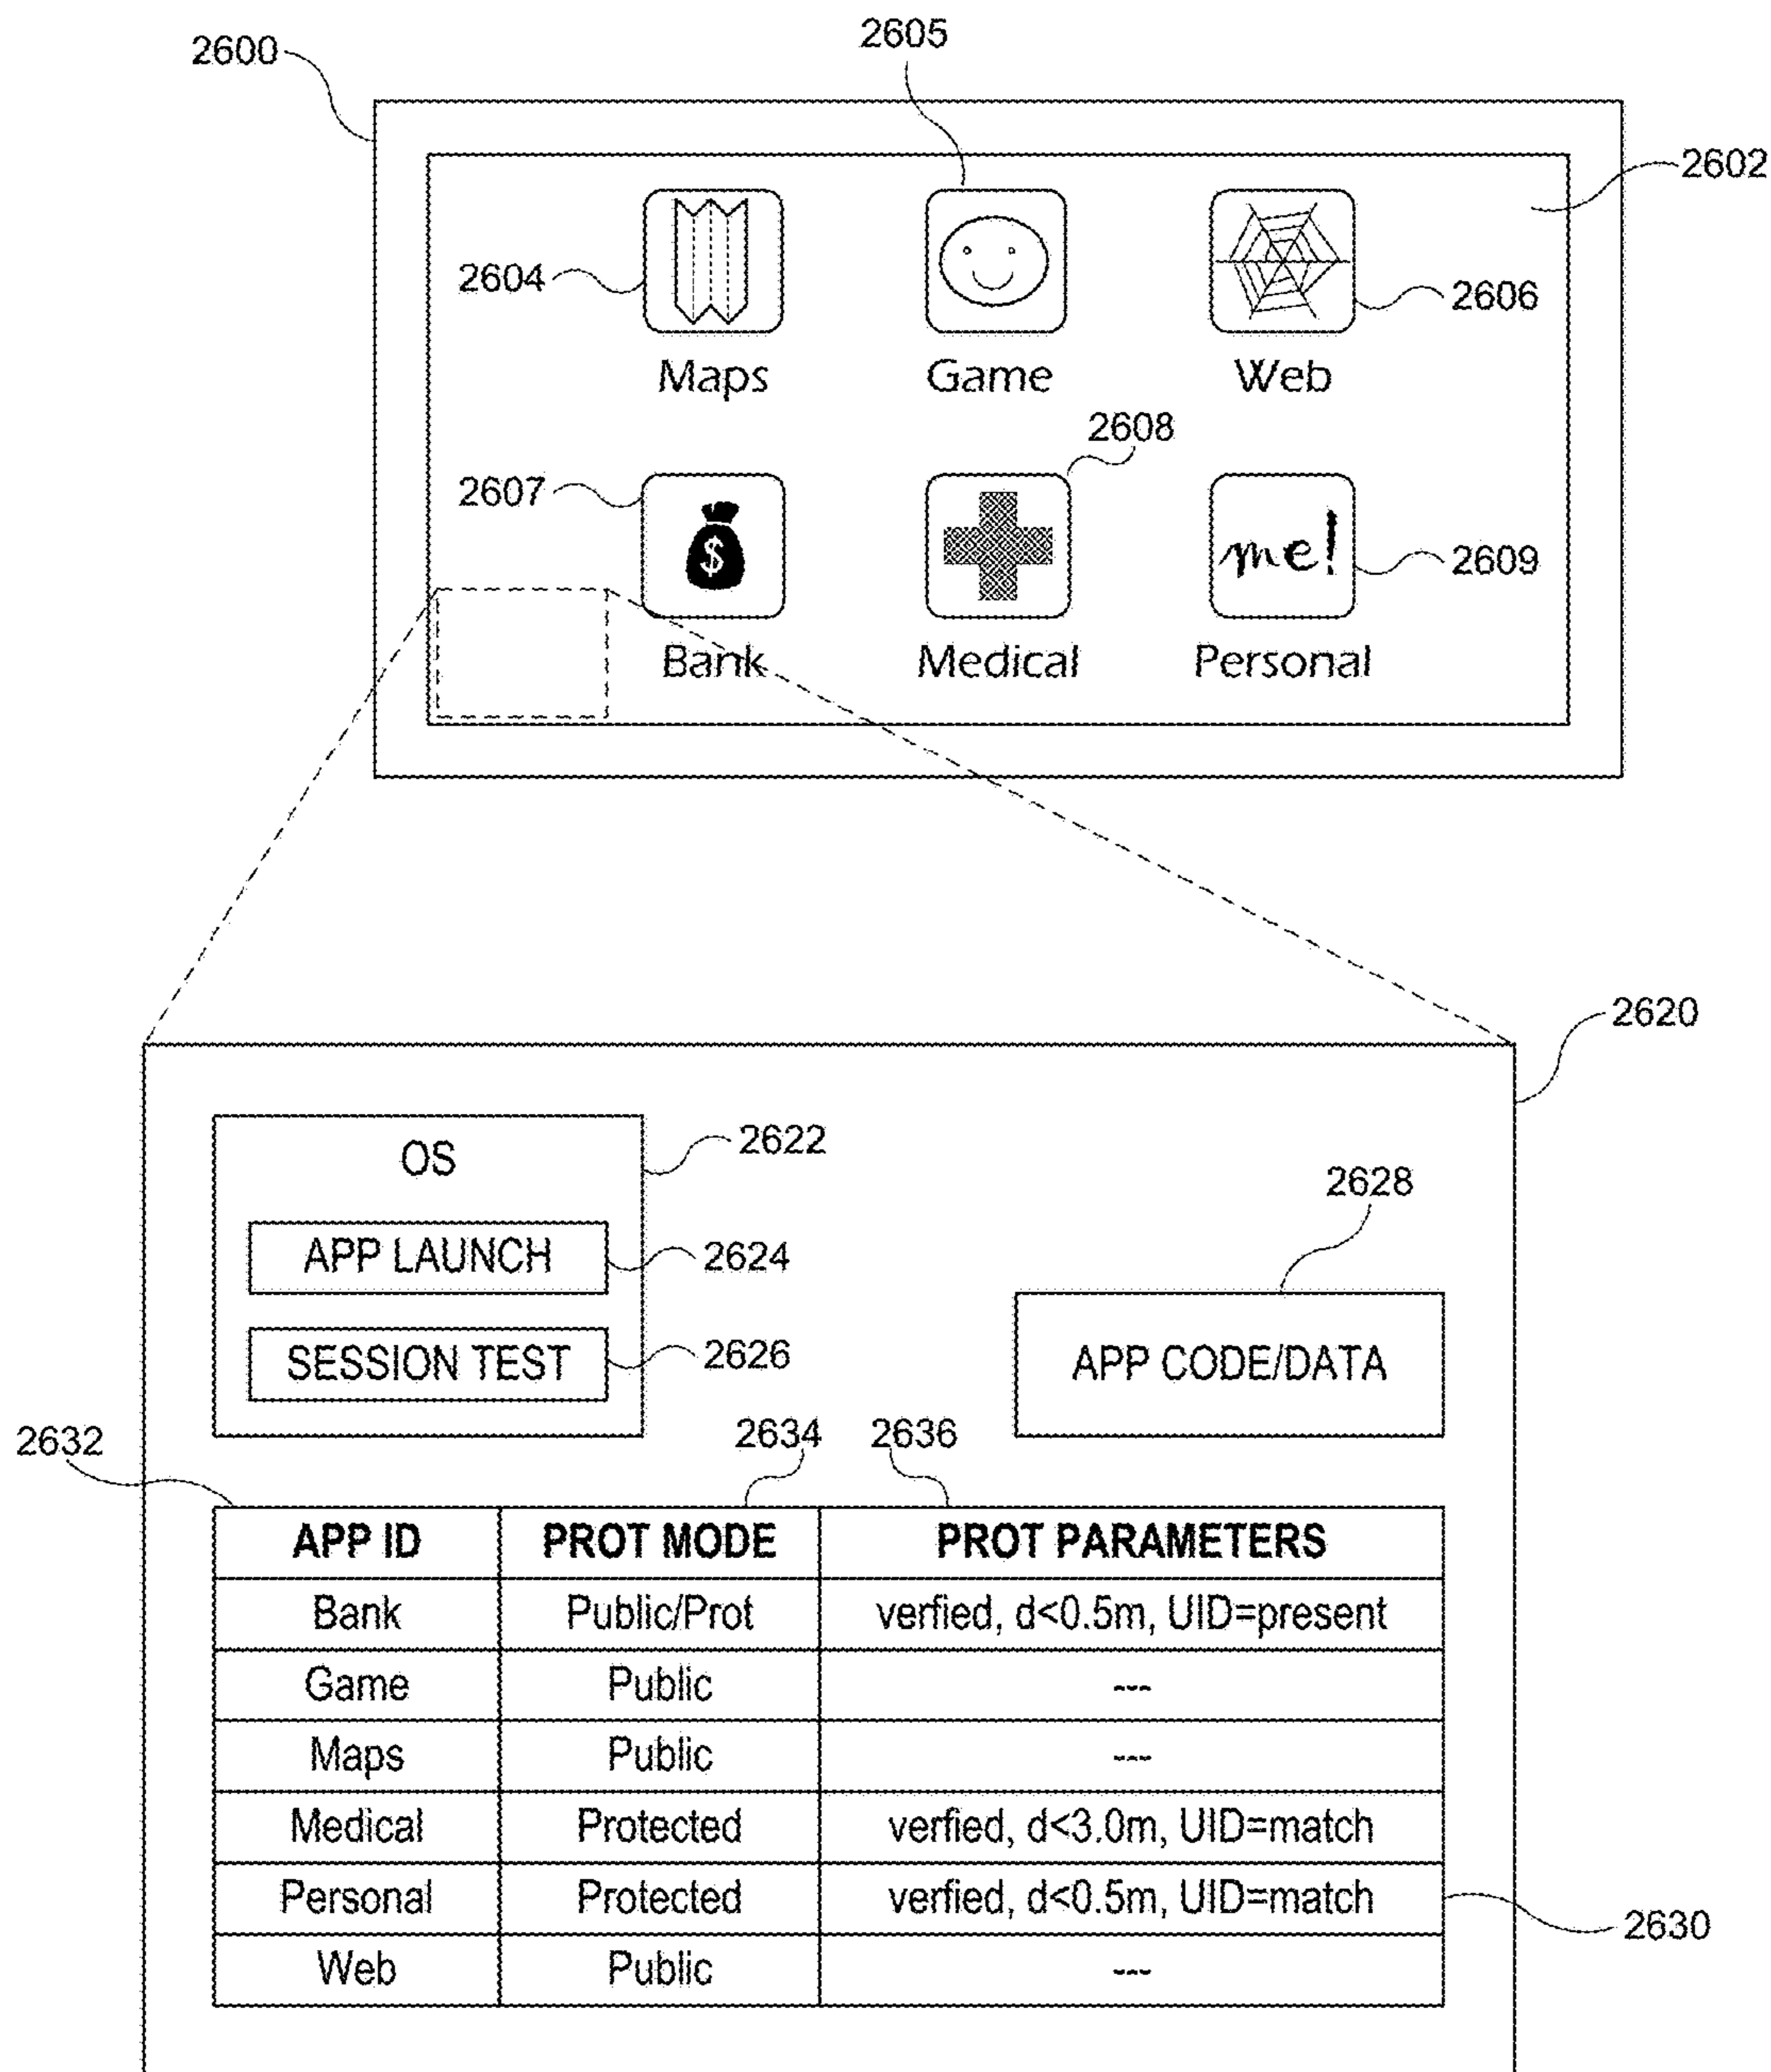 2605
2600
2602
2604
2606
Maps Game Web
2608
2607
$
me!
2609
Bank Medical Personal
2620
OS
2622
2628
APP LAUNCH
2624
SESSION TEST
2626
APP CODE/DATA
2632
2634
2636
APP ID PROT MODE PROT PARAMETERS
Bank Public/Prot verfied, d<0.5m, UID=present
Game Public ---
Maps Public ---
Medical Protected verfied, d<3.0m, UID=match
Personal Protected verfied, d<0.5m, UID=match
2630
Web Public ---